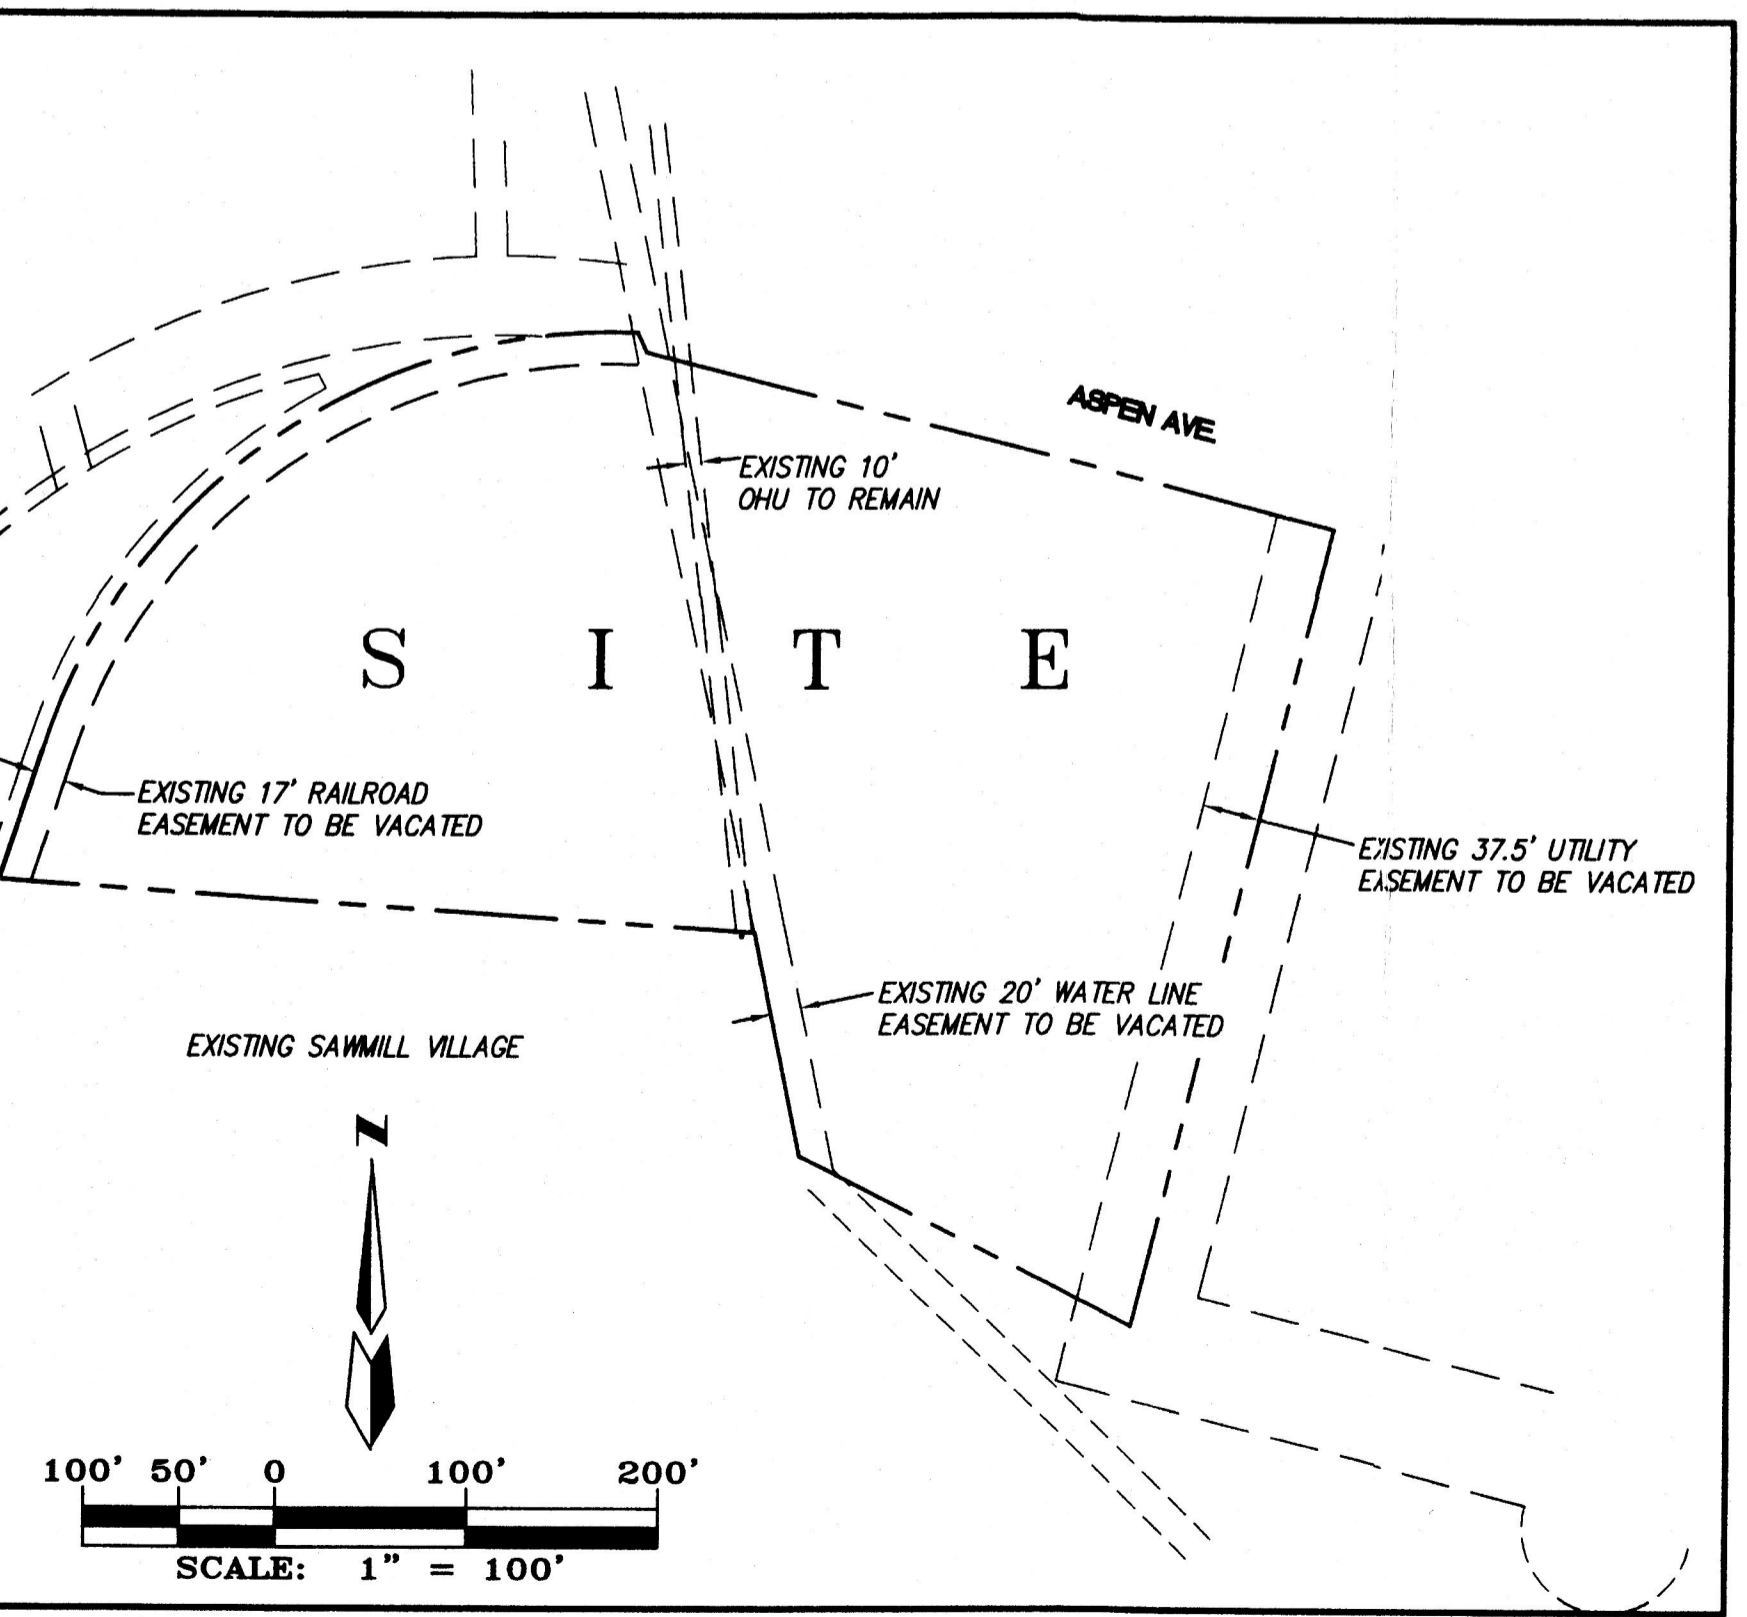 ASPEN AVE.
EXISTING 10'
OHU TO REMAIN
S I T E
EXISTING 17' RAILROAD
EASEMENT TO BE VACATED
EXISTING 37.5' UTILITY
EASEMENT TO BE VACATED
EXISTING 20' WATER LINE
EASEMENT TO BE VACATED
EXISTING SAWMILL VILLAGE
N
100' 50' 0 100' 200'
SCALE: 1" = 100'